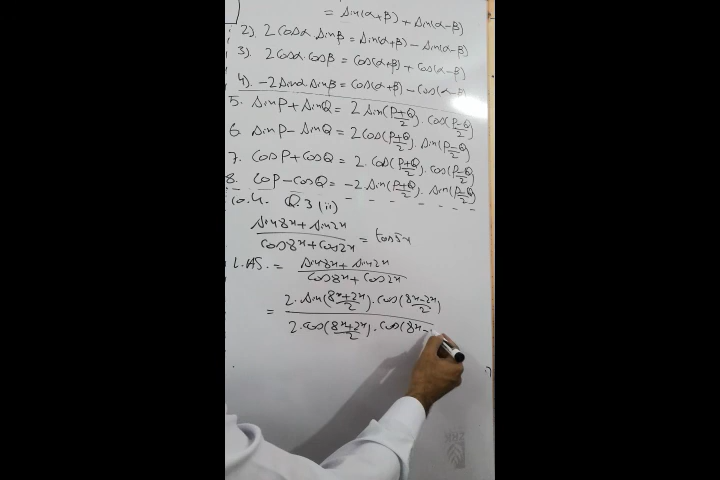 = Sin(α+β) + Sin(α-β)
2). 2 Cosα. Sinβ = Sin(α+β) - Sin(α-β)
3). 2 Cosα. Cosβ = Cos(α+β) + Cos(α-β)
4). -2 Sinα. Sinβ = Cos(α+β) - Cos(α-β)
5. SinP + SinQ = 2 Sin(P+Q/2). Cos(P-Q/2)
6. SinP - SinQ = 2 Cos(P+Q/2). Sin(P-Q/2)
7. CosP + CosQ = 2. Cos(P+Q/2). Cos(P-Q/2)
8. CoP - CosQ = -2. Sin(P+Q/2). Sin(P-Q/2)
10.4. Q.3 (ii)
Sin8x + Sin2x / Cos8x + Cos2x = tan5x
L.H.S. = Sin8x + Sin2x / Cos8x + Cos2x
= 2. Sin(8x+2x/2). Cos(8x-2x/2)
2. Cos(8x+2x/2). Cos(8x-